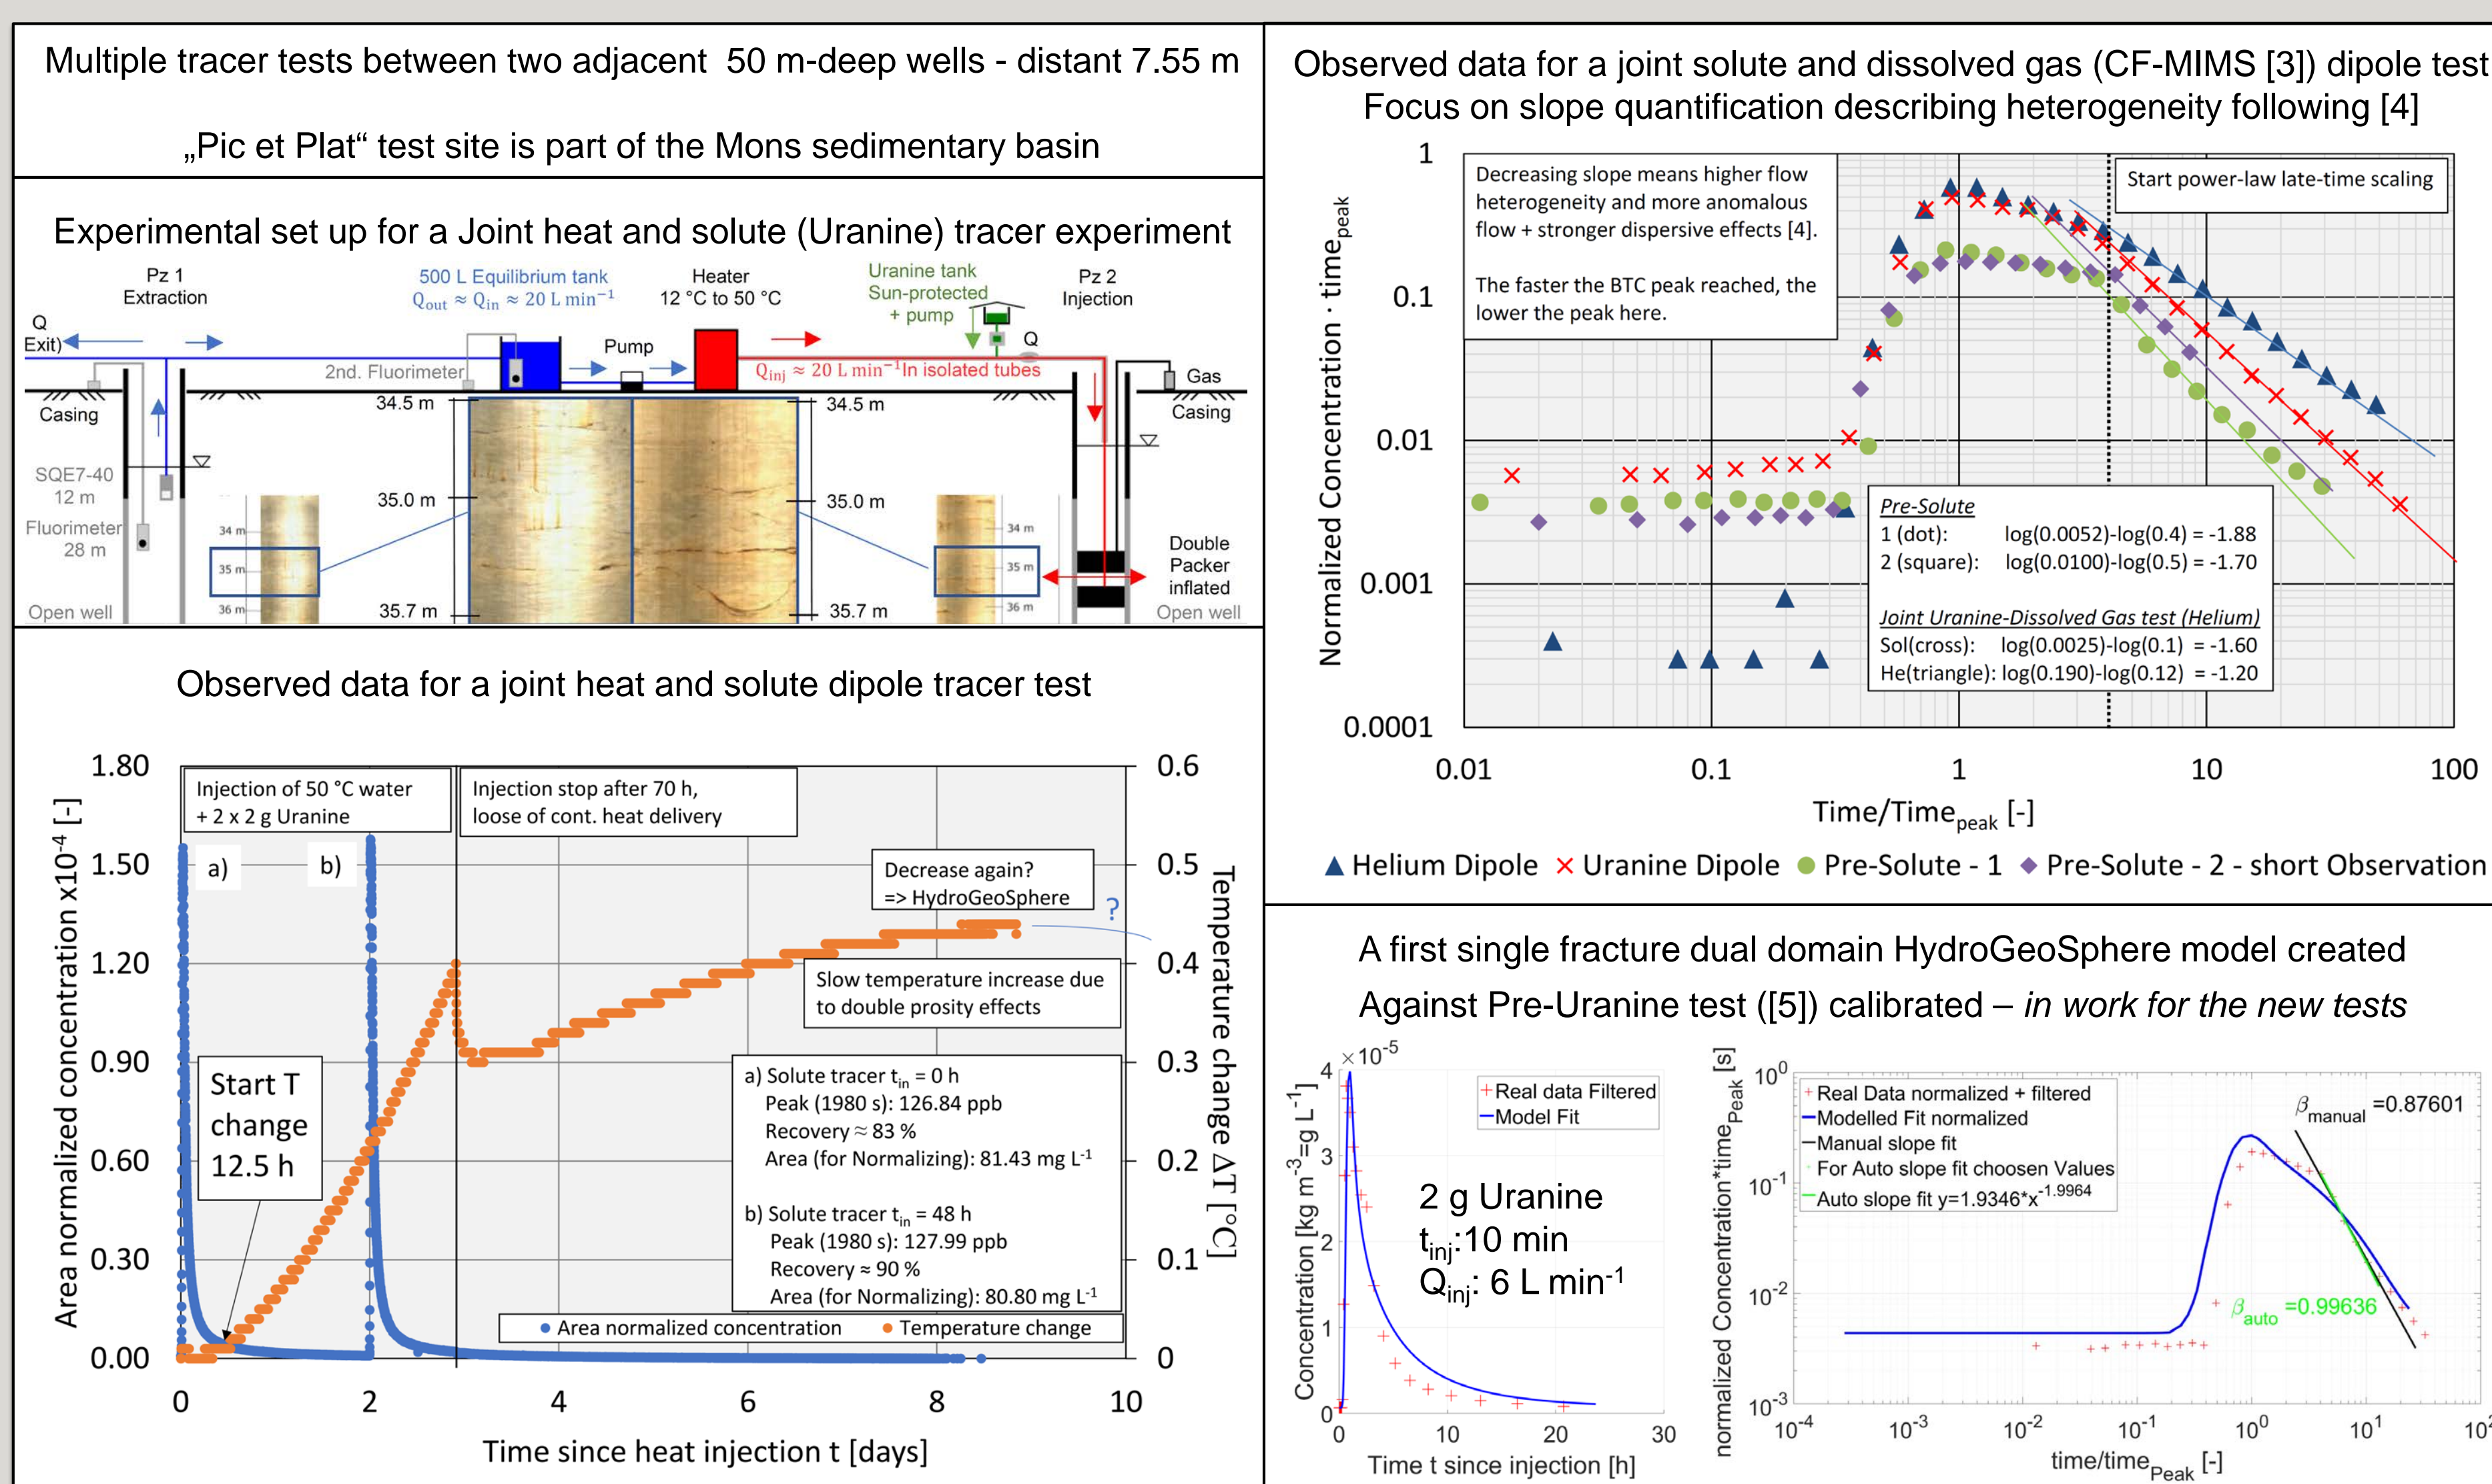 Multiple tracer tests between two adjacent 50 m-deep wells - distant 7.55 m
„Pic et Plat“ test site is part of the Mons sedimentary basin
Experimental set up for a Joint heat and solute (Uranine) tracer experiment
Pz 1
Extraction
500 L Equilibrium tank
Qout ≈ Qin ≈ 20 L min−1
Heater
12 °C to 50 °C
Uranine tank
Sun-protected
+ pump
Pz 2
Injection
Q
Exit)
Pump
Q
2nd. Fluorimeter
Qinj ≈ 20 L min−1In isolated tubes
Gas
Casing
34.5 m
34.5 m
Casing
SQE7-40
12 m
35.0 m
35.0 m
Fluorimeter
28 m
34 m
35 m
36 m
34 m
35 m
36 m
Double
Packer
inflated
Open well
35.7 m
35.7 m
Open well
Observed data for a joint heat and solute dipole tracer test
Area normalized concentration x10-4 [-]
1.80
1.50
1.20
0.90
0.60
0.30
0.00
Injection of 50 °C water
+ 2 x 2 g Uranine
Injection stop after 70 h,
loose of cont. heat delivery
a)
b)
Decrease again?
=> HydroGeoSphere
?
Slow temperature increase due
to double prosity effects
Start T
change
12.5 h
a) Solute tracer tin = 0 h
Peak (1980 s): 126.84 ppb
Recovery ≈ 83 %
Area (for Normalizing): 81.43 mg L-1
b) Solute tracer tin = 48 h
Peak (1980 s): 127.99 ppb
Recovery ≈ 90 %
Area (for Normalizing): 80.80 mg L-1
Area normalized concentration
Temperature change
0.6
0.5
0.4
0.3
0.2
0.1
0
Temperature change ΔT [°C]
0 2 4 6 8 10
Time since heat injection t [days]
Observed data for a joint solute and dissolved gas (CF-MIMS [3]) dipole test
Focus on slope quantification describing heterogeneity following [4]
Normalized Concentration · timepeak
1
0.1
0.01
0.001
0.0001
Decreasing slope means higher flow
heterogeneity and more anomalous
flow + stronger dispersive effects [4].
The faster the BTC peak reached, the
lower the peak here.
Start power-law late-time scaling
Pre-Solute
1 (dot): log(0.0052)-log(0.4) = -1.88
2 (square): log(0.0100)-log(0.5) = -1.70
Joint Uranine-Dissolved Gas test (Helium)
Sol(cross): log(0.0025)-log(0.1) = -1.60
He(triangle): log(0.190)-log(0.12) = -1.20
0.01 0.1 1 10 100
Time/Timepeak [-]
Helium Dipole Uranine Dipole Pre-Solute - 1 Pre-Solute - 2 - short Observation
A first single fracture dual domain HydroGeoSphere model created
Against Pre-Uranine test ([5]) calibrated – in work for the new tests
Concentration [kg m-3=g L-1]
×10-5
4
3
2
1
0
Real data Filtered
Model Fit
2 g Uranine
tinj:10 min
Qinj: 6 L min-1
0 10 20 30
Time t since injection [h]
normalized Concentration*timePeak [s]
100
10-1
10-2
10-3
Real Data normalized + filtered
Modelled Fit normalized
Manual slope fit
For Auto slope fit choosen Values
Auto slope fit y=1.9346*x-1.9964
βmanual =0.87601
βauto =0.99636
10-4 10-3 10-2 10-1 100 101 102
time/timePeak [-]